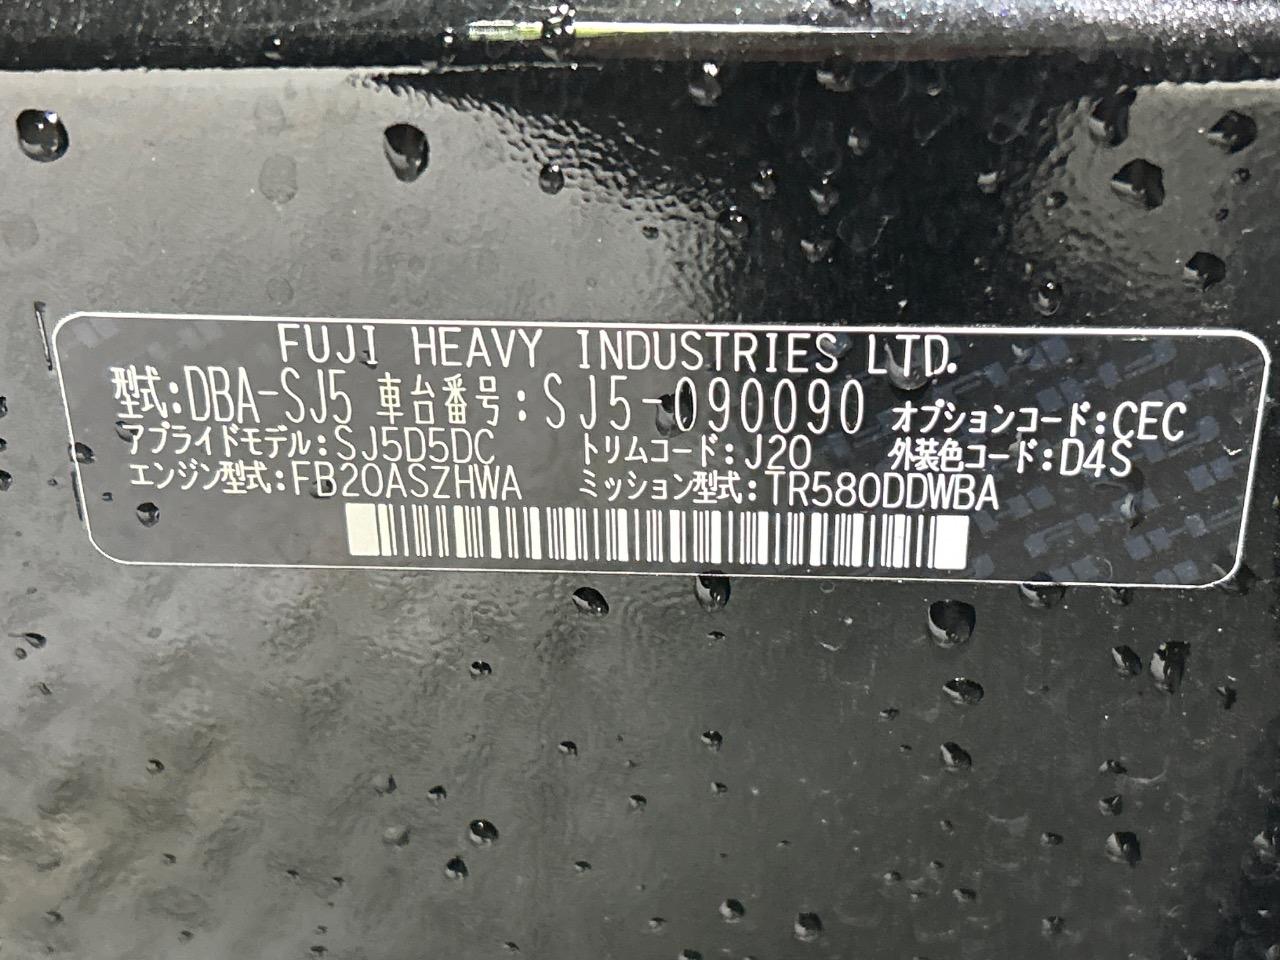 FUJI HEAVY INDUSTRIES LTD.
型式:DBA-SJ5 車台番号:SJ5-090090 オプションコード:CEC
アプライドモデル:SJ5D5DC トリムコード:J20 外装色コード:D4S
エンジン型式:FB20ASZHWA ミッション型式:TR580DDWBA